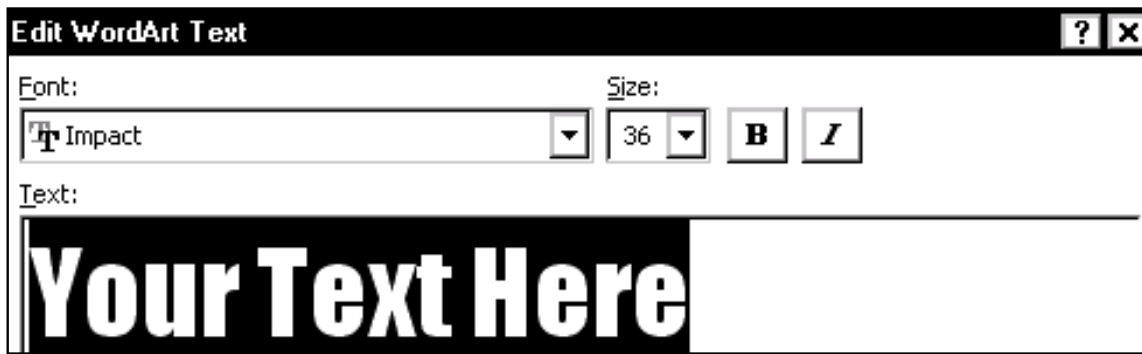 Edit WordArt Text ?
Font: Size:
Impact 36 B I
Text:
Your Text Here